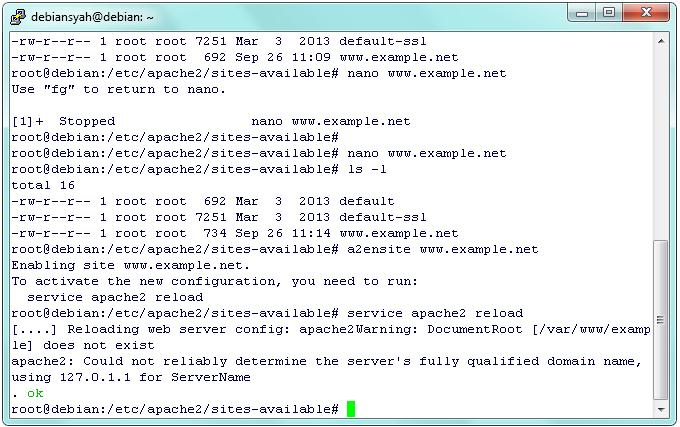 debiansyah@debian: ~
-rw-r--r-- 1 root root 7251 Mar  3  2013 default-ssl
-rw-r--r-- 1 root root  692 Sep 26 11:09 www.example.net
root@debian:/etc/apache2/sites-available# nano www.example.net
Use "fg" to return to nano.
[1]+  Stopped                 nano www.example.net
root@debian:/etc/apache2/sites-available#
root@debian:/etc/apache2/sites-available# nano www.example.net
root@debian:/etc/apache2/sites-available# ls -l
total 16
-rw-r--r-- 1 root root  692 Mar  3  2013 default
-rw-r--r-- 1 root root 7251 Mar  3  2013 default-ssl
-rw-r--r-- 1 root root  734 Sep 26 11:14 www.example.net
root@debian:/etc/apache2/sites-available# a2ensite www.example.net
Enabling site www.example.net.
To activate the new configuration, you need to run:
  service apache2 reload
root@debian:/etc/apache2/sites-available# service apache2 reload
[....] Reloading web server config: apache2Warning: DocumentRoot [/var/www/examp
le] does not exist
apache2: Could not reliably determine the server's fully qualified domain name,
using 127.0.1.1 for ServerName
. ok
root@debian:/etc/apache2/sites-available#